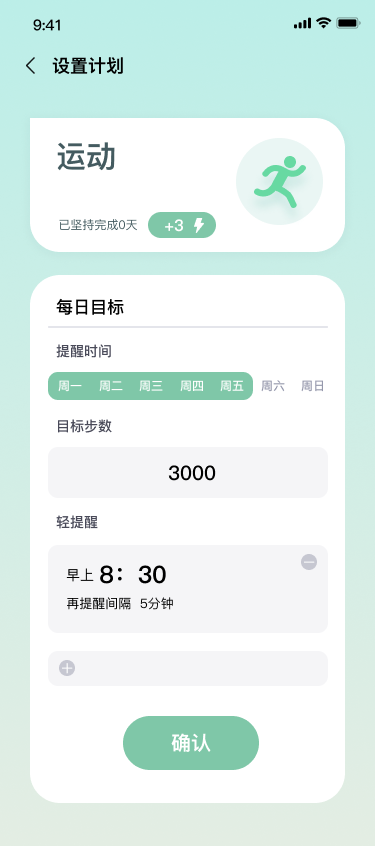 9:41
设置计划
运动
已坚持完成0天 +3
每日目标
提醒时间
周一 周二 周三 周四 周五 周六 周日
目标步数
3000
轻提醒
早上 8：30
再提醒间隔 5分钟
确认